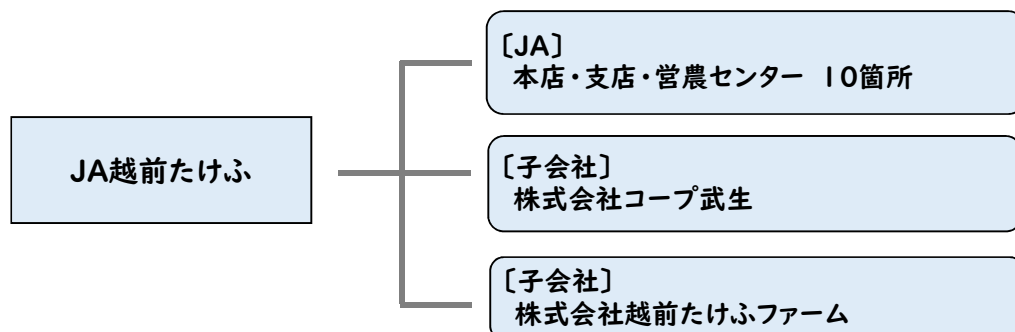 JA越前たけふ
〔JA〕
本店・支店・営農センター　10箇所
〔子会社〕
株式会社コープ武生
〔子会社〕
株式会社越前たけふファーム